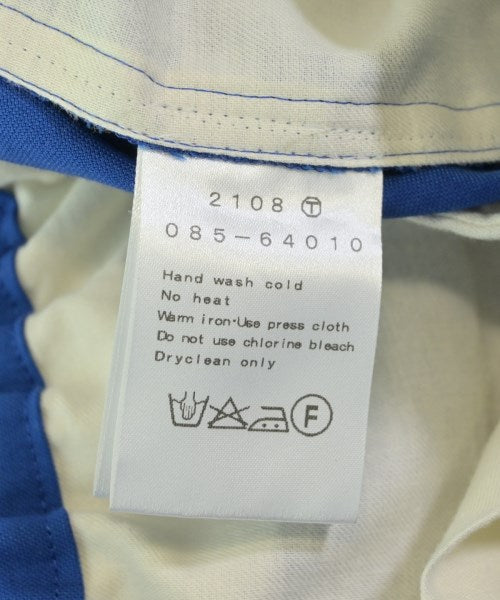 2108 Ⓣ
085-64010
Hand wash cold
No heat
Warm iron・Use press cloth
Do not use chlorine bleach
Dryclean only
F